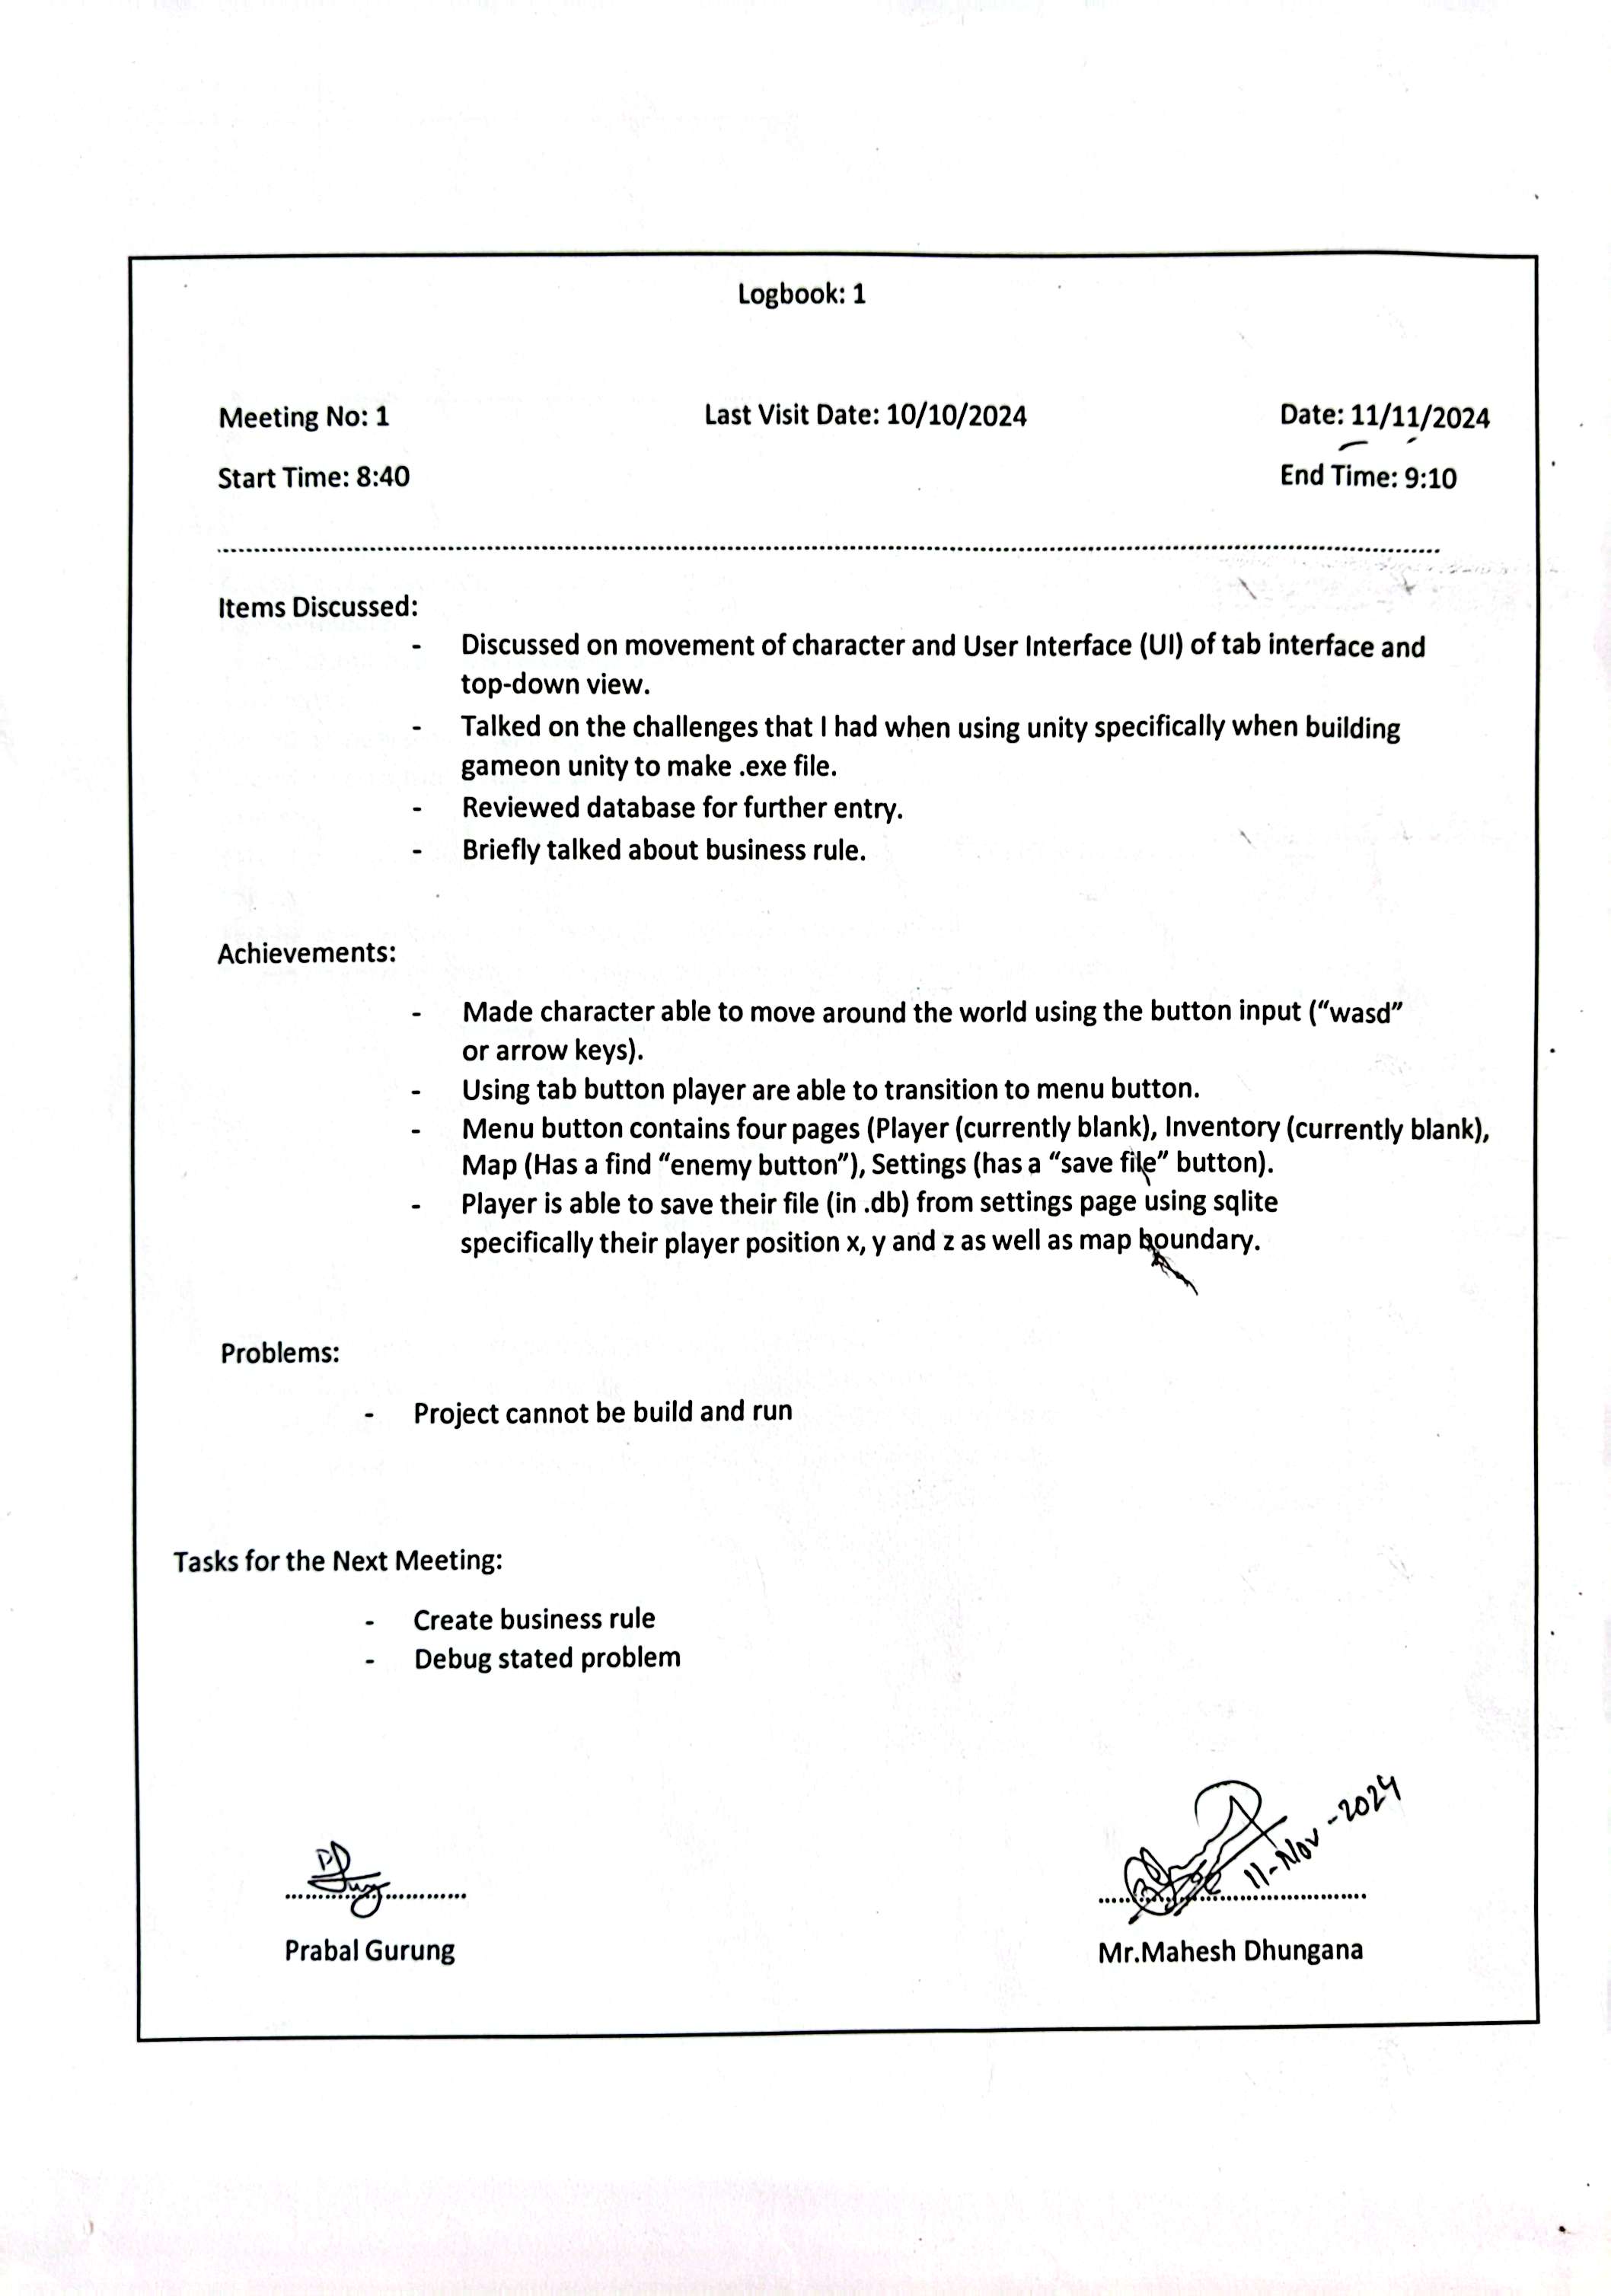 Logbook: 1
Meeting No: 1 Last Visit Date: 10/10/2024 Date: 11/11/2024
Start Time: 8:40 End Time: 9:10
Items Discussed:
- Discussed on movement of character and User Interface (UI) of tab interface and
top-down view.
- Talked on the challenges that I had when using unity specifically when building
gameon unity to make .exe file.
- Reviewed database for further entry.
- Briefly talked about business rule.
Achievements:
- Made character able to move around the world using the button input (“wasd”
or arrow keys).
- Using tab button player are able to transition to menu button.
- Menu button contains four pages (Player (currently blank), Inventory (currently blank),
Map (Has a find “enemy button”), Settings (has a “save file” button).
- Player is able to save their file (in .db) from settings page using sqlite
specifically their player position x, y and z as well as map boundary.
Problems:
- Project cannot be build and run
Tasks for the Next Meeting:
- Create business rule
- Debug stated problem
11-Nov-2024
Prabal Gurung Mr.Mahesh Dhungana